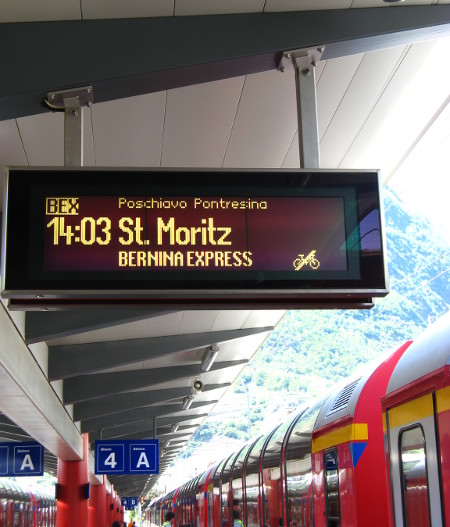 BEX Poschiavo Pontresina
14:03 St. Moritz
BERNINA EXPRESS
A
4 A
4 B